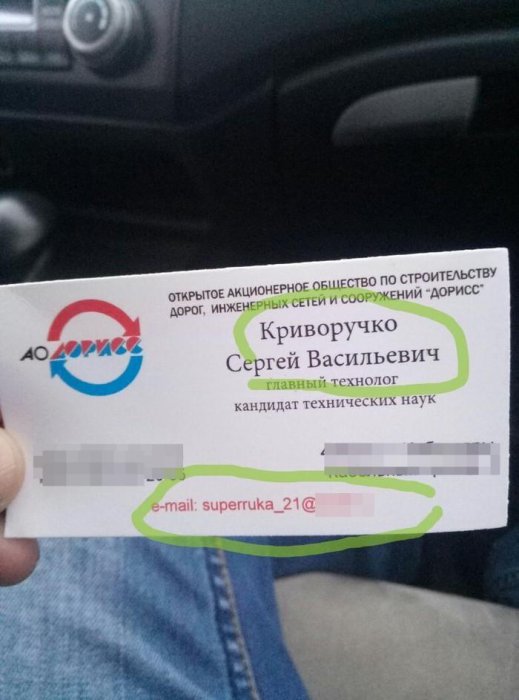 ОТКРЫТОЕ АКЦИОНЕРНОЕ ОБЩЕСТВО ПО СТРОИТЕЛЬСТВУ
ДОРОГ, ИНЖЕНЕРНЫХ СЕТЕЙ И СООРУЖЕНИЙ "ДОРИСС"
АО ДОРИСС
Криворучко
Сергей Васильевич
главный технолог
кандидат технических наук
e-mail: superruka_21@